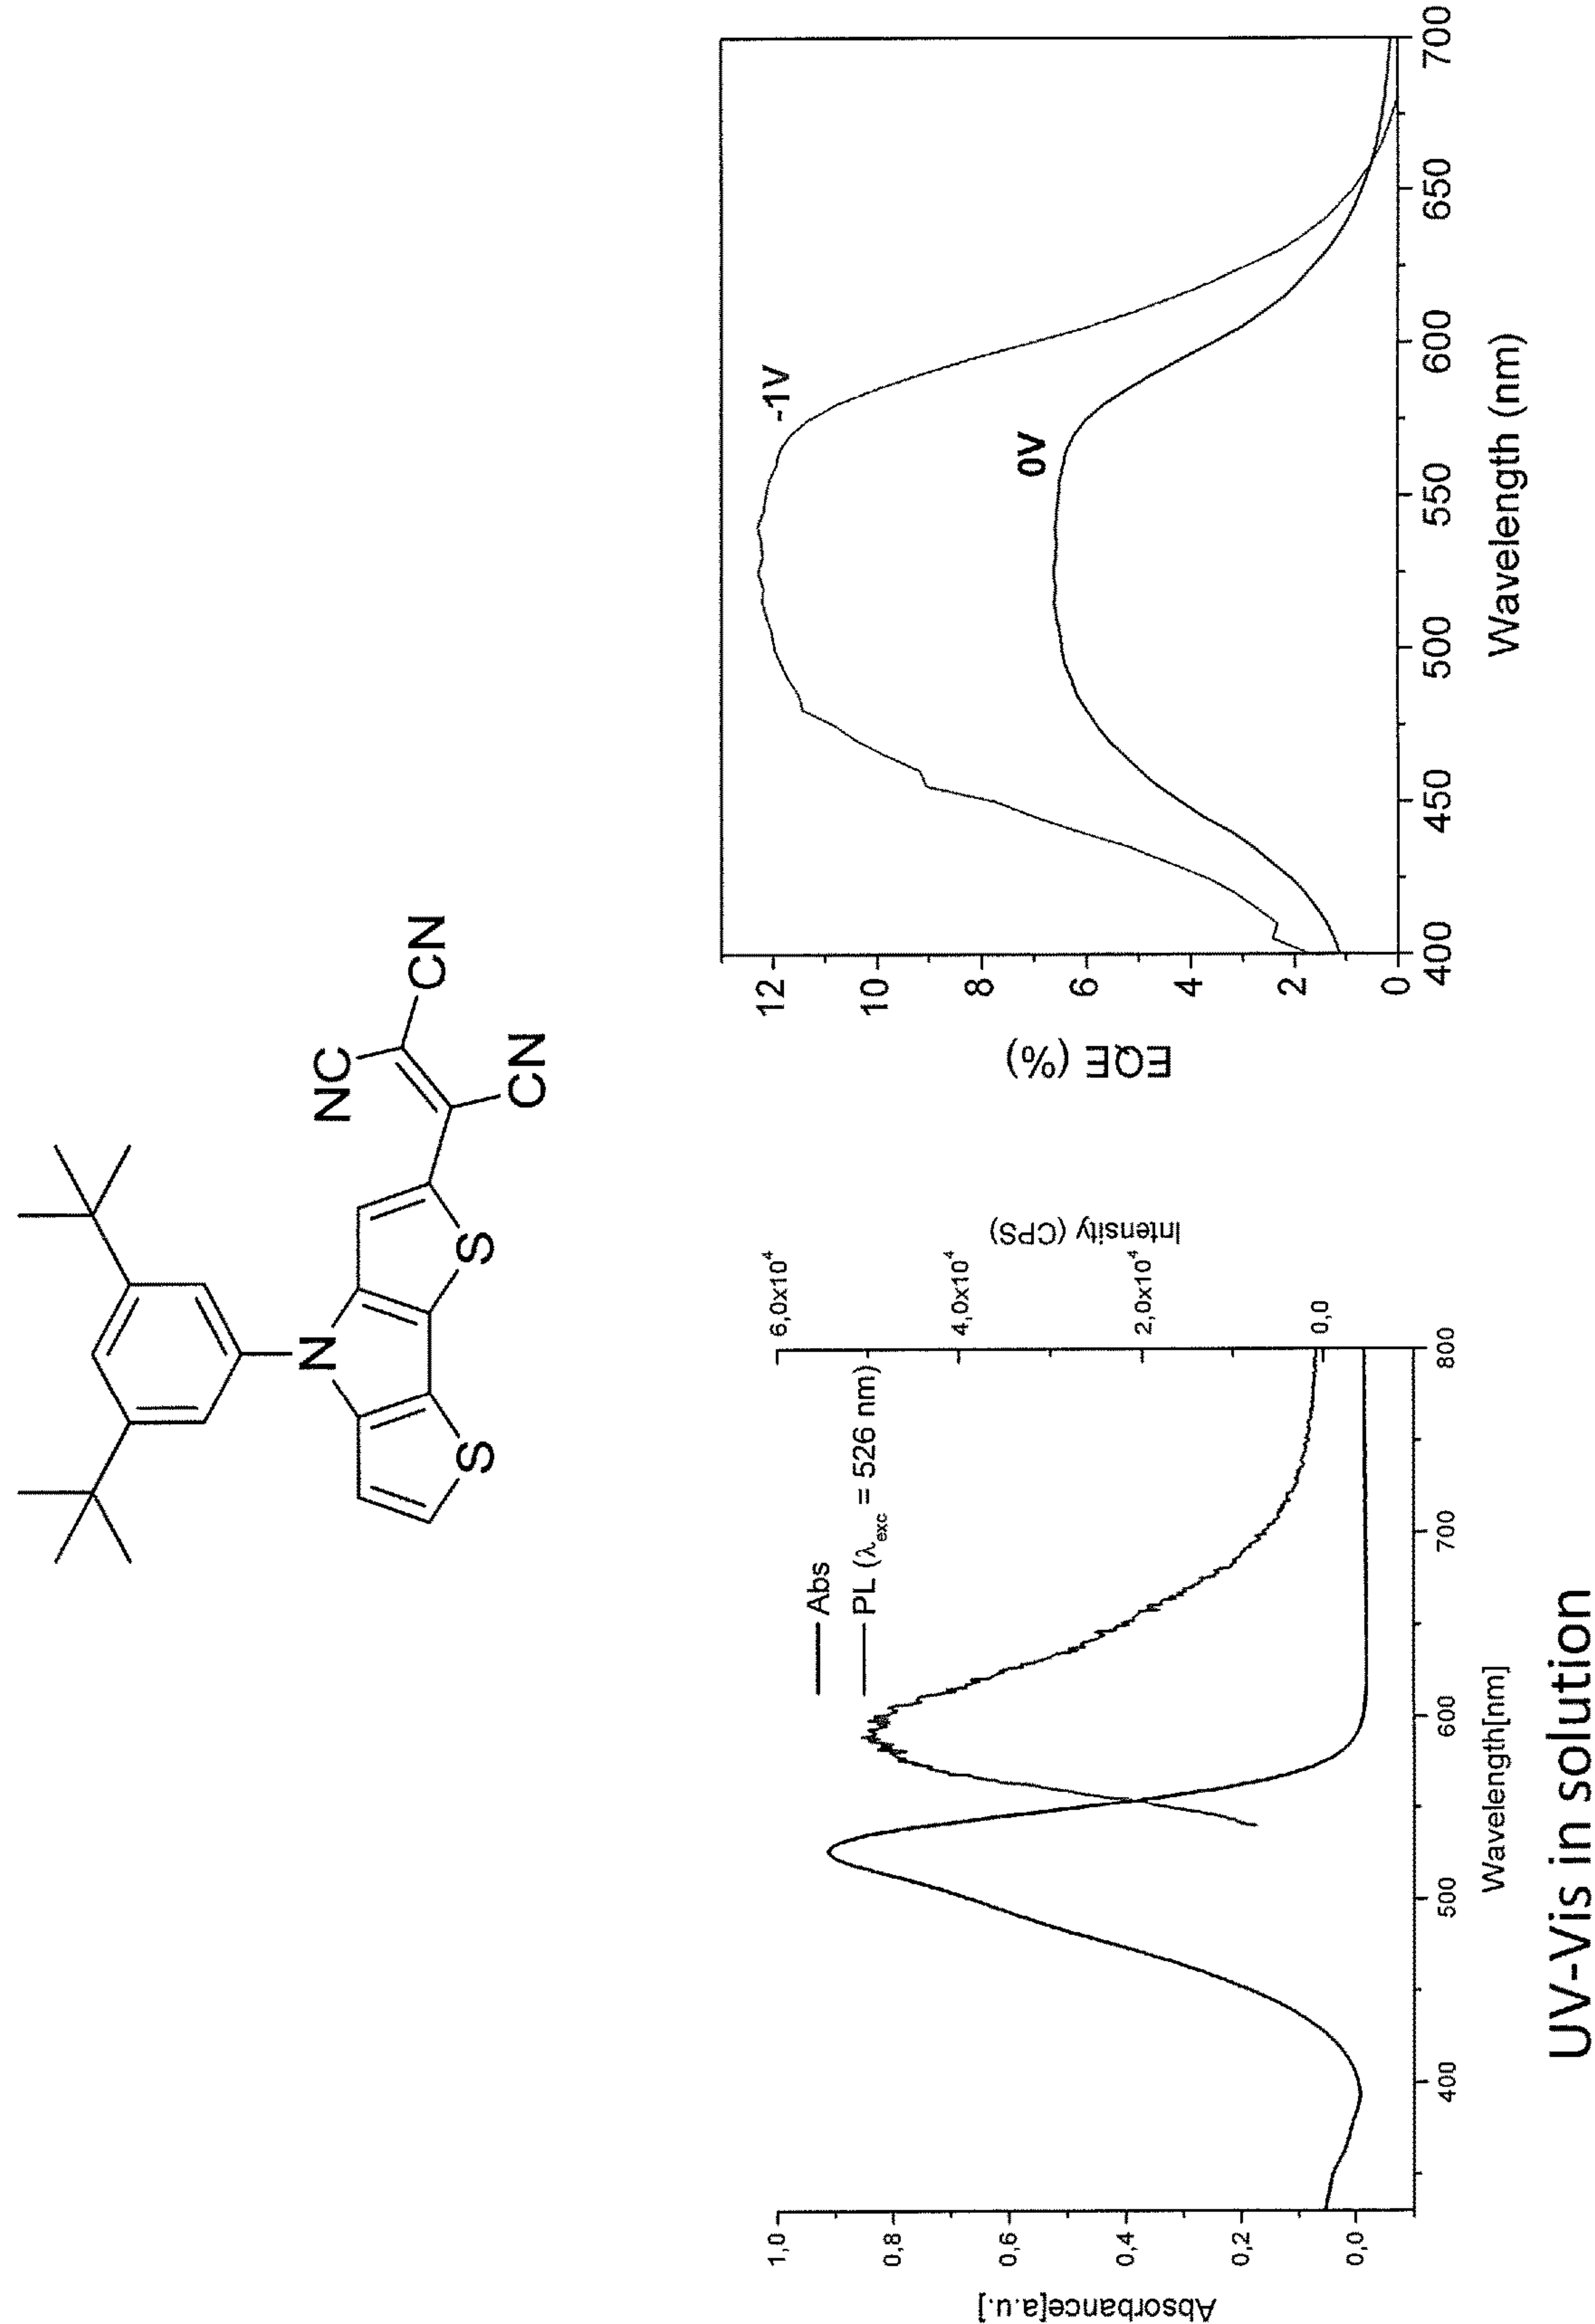 N
S
S
NC
CN
CN
Absorbance[a.u.]
1,0
0,8
0,6
0,4
0,2
0,0
Abs
PL (λexc = 526 nm)
6,0x10⁴
4,0x10⁴
2,0x10⁴
0,0
Intensity (CPS)
400
500
600
700
800
Wavelength[nm]
UV-Vis in solution
EQE (%)
12
10
8
6
4
2
0
-1V
0V
400
450
500
550
600
650
700
Wavelength (nm)